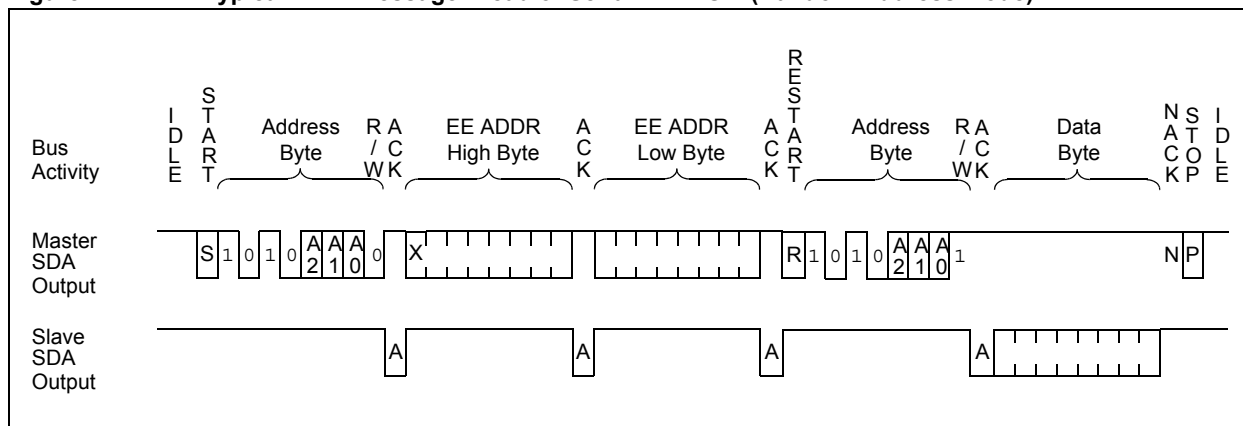 Bus
Activity
IDLE
START
Address
Byte
R/W
ACK
EE ADDR
High Byte
ACK
EE ADDR
Low Byte
ACK
RESTART
Address
Byte
R/W
ACK
Data
Byte
NACK
STOP
IDLE
Master
SDA
Output
S 1 0 1 0 A2 A1 A0 0 X R 1 0 1 0 A2 A1 A0 1 N P
Slave
SDA
Output
A A A A